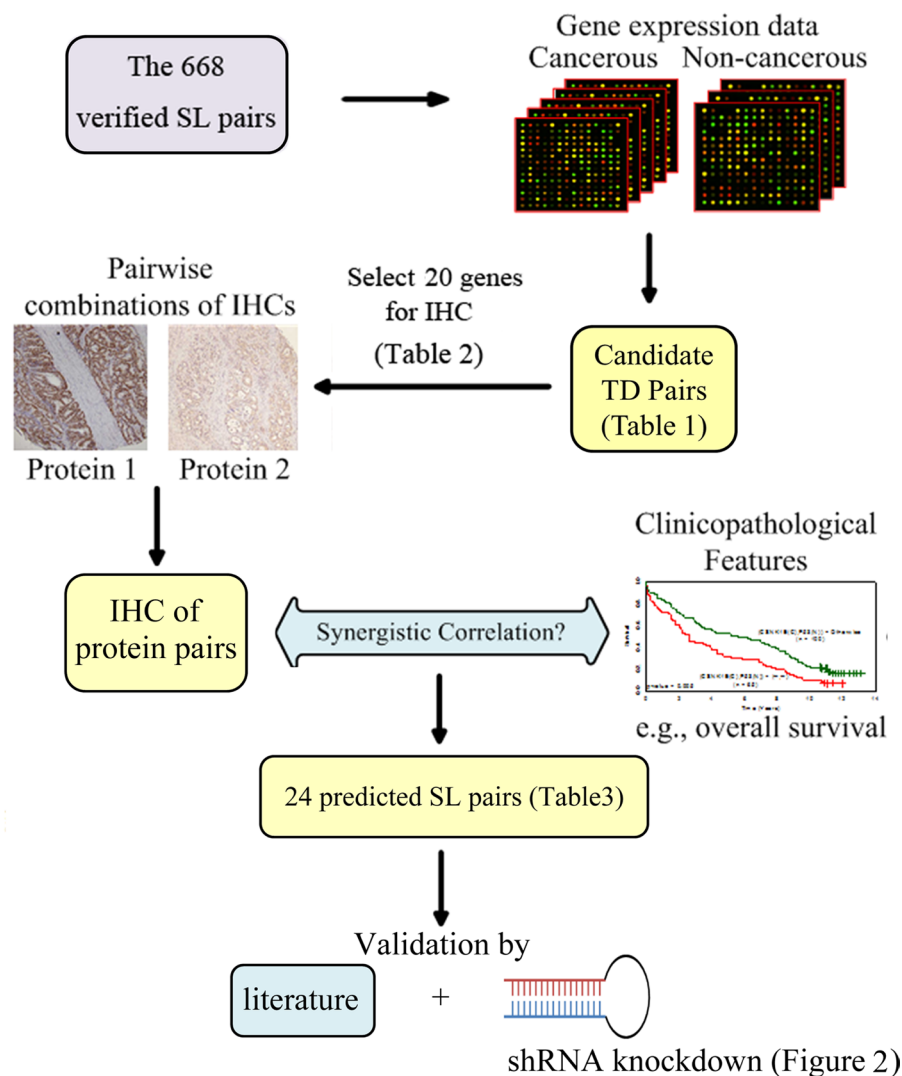 Gene expression data
Cancerous Non-cancerous
The 668
verified SL pairs
Pairwise
combinations of IHCs
Select 20 genes
for IHC
(Table 2)
Candidate
TD Pairs
(Table 1)
Protein 1
Protein 2
Clinicopathological
Features
IHC of
protein pairs
Synergistic Correlation?
Time (Years)
e.g., overall survival
24 predicted SL pairs (Table3)
Validation by
literature
+
shRNA knockdown (Figure 2)